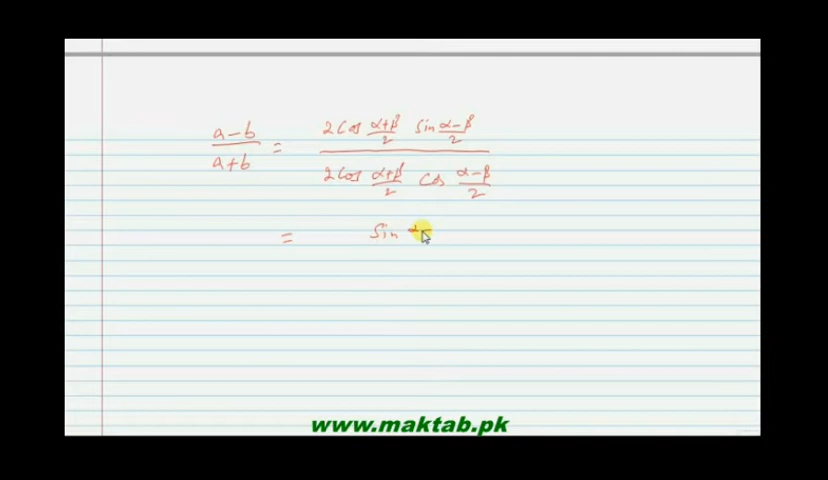 a-b/a+b = 2Cos α+β/2 Sin α-β/2 / 2Cos α+β/2 Cos α-β/2
= Sin α-
www.maktab.pk